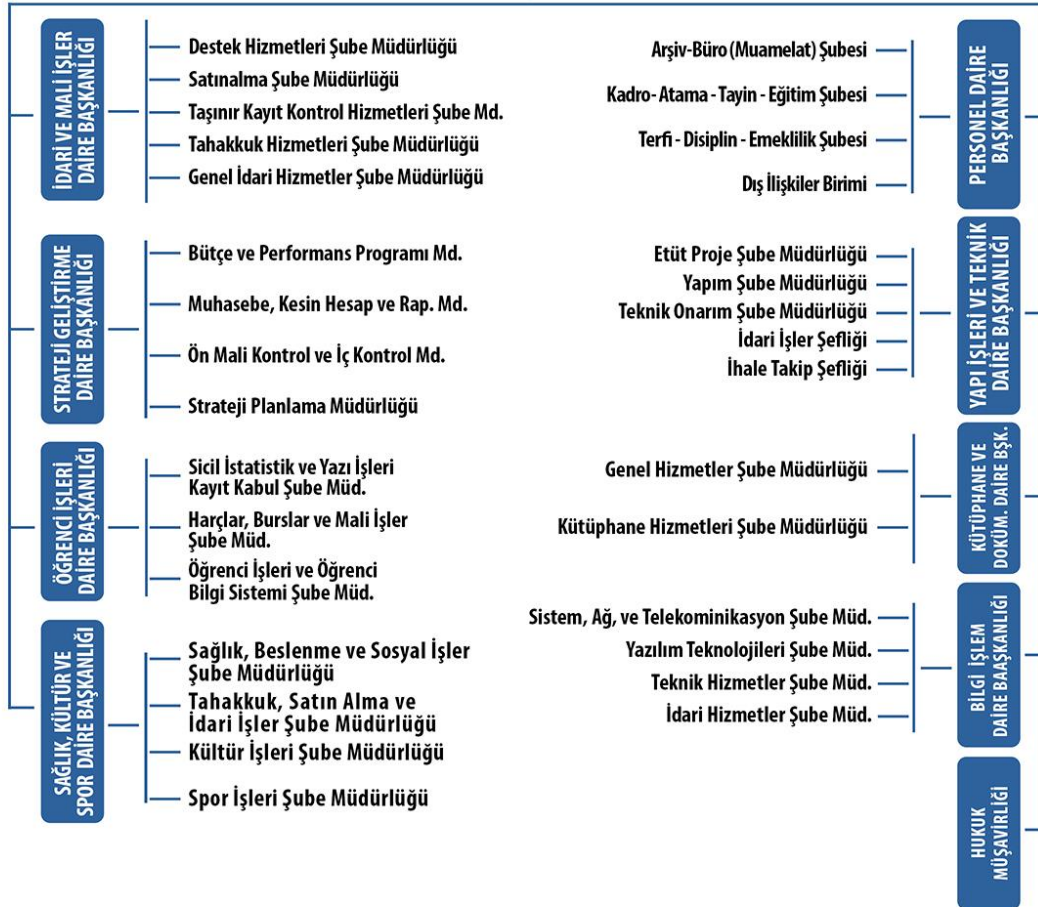 İDARİ VE MALİ İŞLER
DAİRE BAŞKANLIĞI
Destek Hizmetleri Şube Müdürlüğü
Satınalma Şube Müdürlüğü
Taşınır Kayıt Kontrol Hizmetleri Şube Md.
Tahakkuk Hizmetleri Şube Müdürlüğü
Genel İdari Hizmetler Şube Müdürlüğü
STRATEJİ GELİŞTİRME
DAİRE BAŞKANLIĞI
Bütçe ve Performans Programı Md.
Muhasebe, Kesin Hesap ve Rap. Md.
Ön Mali Kontrol ve İç Kontrol Md.
Strateji Planlama Müdürlüğü
ÖĞRENCİ İŞLERİ
DAİRE BAŞKANLIĞI
Sicil İstatistik ve Yazı İşleri
Kayıt Kabul Şube Müd.
Harçlar, Burslar ve Mali İşler
Şube Müd.
Öğrenci İşleri ve Öğrenci
Bilgi Sistemi Şube Müd.
SAĞLIK, KÜLTÜR VE
SPOR DAİRE BAŞKANLIĞI
Sağlık, Beslenme ve Sosyal İşler
Şube Müdürlüğü
Tahakkuk, Satın Alma ve
İdari İşler Şube Müdürlüğü
Kültür İşleri Şube Müdürlüğü
Spor İşleri Şube Müdürlüğü
PERSONEL DAİRE
BAŞKANLIĞI
Arşiv-Büro (Muamelat) Şubesi
Kadro- Atama - Tayin - Eğitim Şubesi
Terfi - Disiplin - Emeklilik Şubesi
Dış İlişkiler Birimi
YAPI İŞLERİ VE TEKNİK
DAİRE BAŞKANLIĞI
Etüt Proje Şube Müdürlüğü
Yapım Şube Müdürlüğü
Teknik Onarım Şube Müdürlüğü
İdari İşler Şefliği
İhale Takip Şefliği
KÜTÜPHANE VE
DOKÜM. DAİRE BŞK.
Genel Hizmetler Şube Müdürlüğü
Kütüphane Hizmetleri Şube Müdürlüğü
BİLGİ İŞLEM
DAİRE BAAŞKANLIĞI
Sistem, Ağ, ve Telekominikasyon Şube Müd.
Yazılım Teknolojileri Şube Müd.
Teknik Hizmetler Şube Müd.
İdari Hizmetler Şube Müd.
HUKUK
MÜŞAVİRLİĞİ